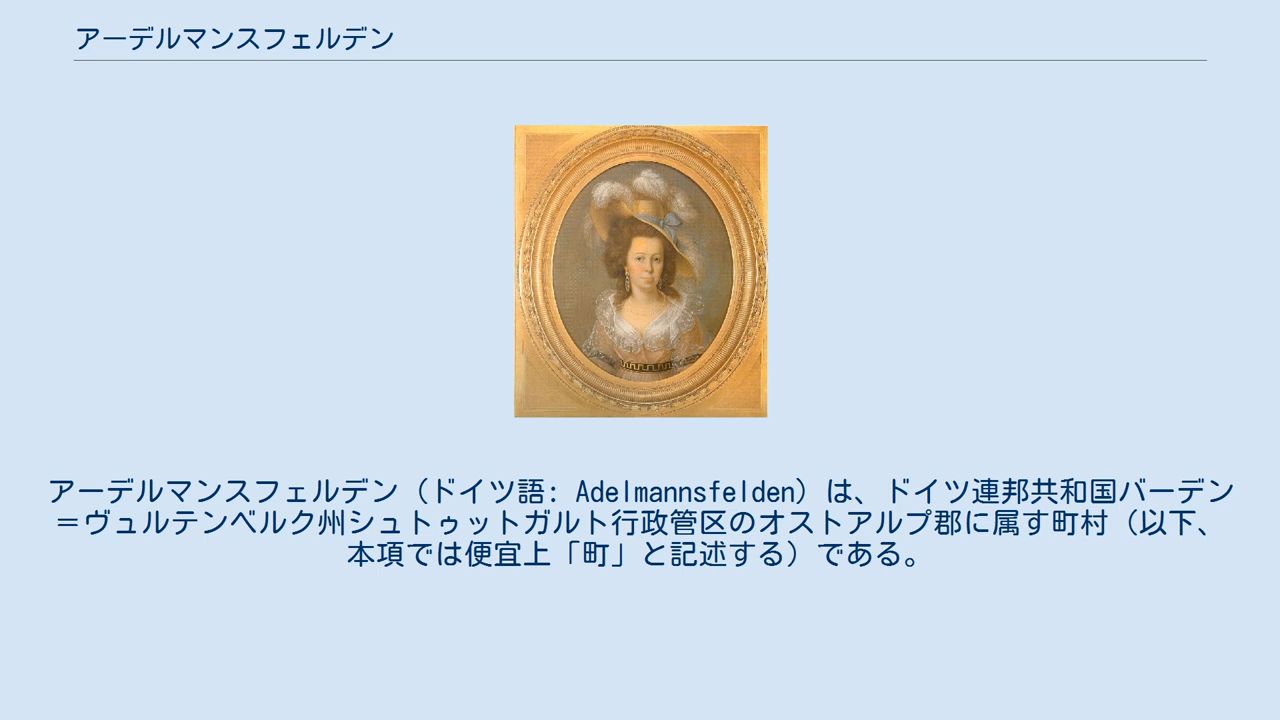 アーデルマンスフェルデン
アーデルマンスフェルデン（ドイツ語: Adelmannsfelden）は、ドイツ連邦共和国バーデン
＝ヴュルテンベルク州シュトゥットガルト行政管区のオストアルプ郡に属す町村（以下、
本項では便宜上「町」と記述する）である。